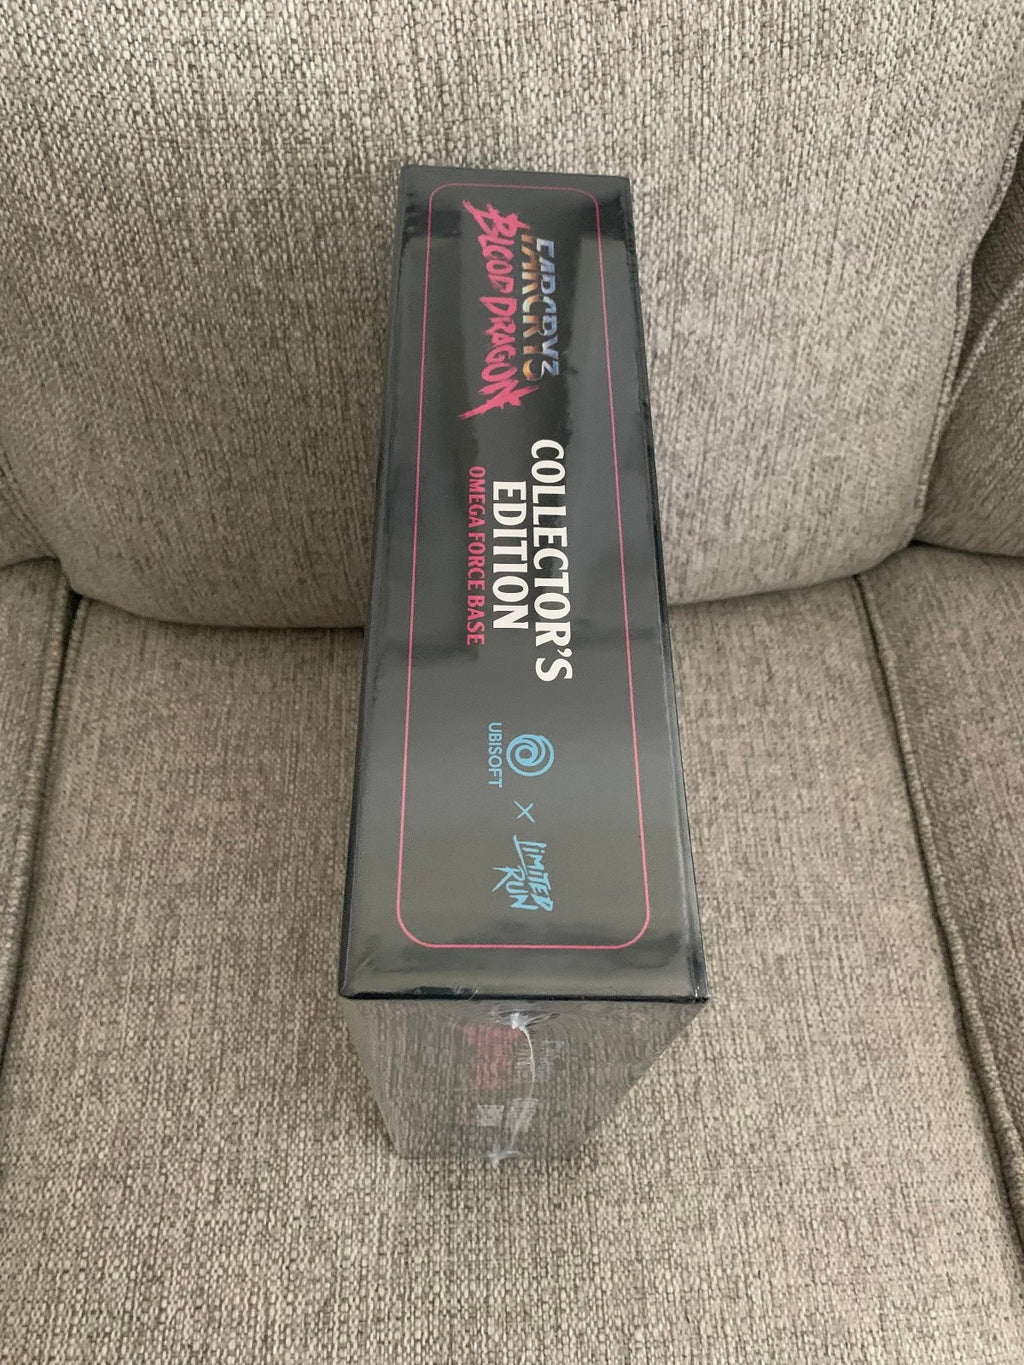 FARCRY3
BLOOD DRAGON
COLLECTOR'S
EDITION
OMEGA FORCE BASE
UBISOFT
X
LIMITED
RUN